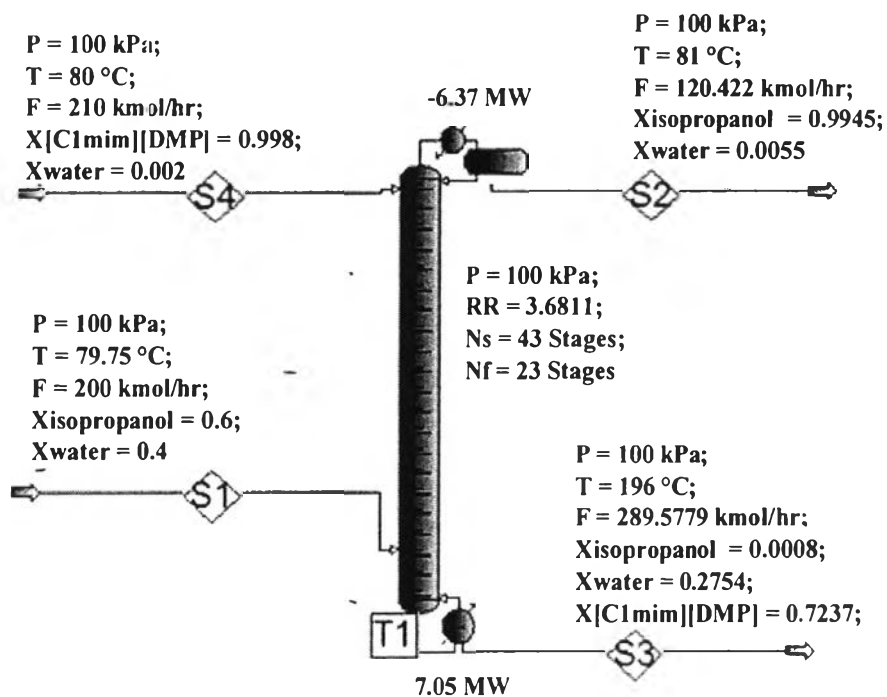 P = 100 kPa;
T = 80 °C;
F = 210 kmol/hr;
X[C1mim][DMP] = 0.998;
Xwater = 0.002
S4
-6.37 MW
P = 100 kPa;
T = 81 °C;
F = 120.422 kmol/hr;
Xisopropanol = 0.9945;
Xwater = 0.0055
S2
P = 100 kPa;
RR = 3.6811;
Ns = 43 Stages;
Nf = 23 Stages
P = 100 kPa;
T = 79.75 °C;
F = 200 kmol/hr;
Xisopropanol = 0.6;
Xwater = 0.4
S1
P = 100 kPa;
T = 196 °C;
F = 289.5779 kmol/hr;
Xisopropanol = 0.0008;
Xwater = 0.2754;
X[C1mim][DMP] = 0.7237;
T1
S3
7.05 MW